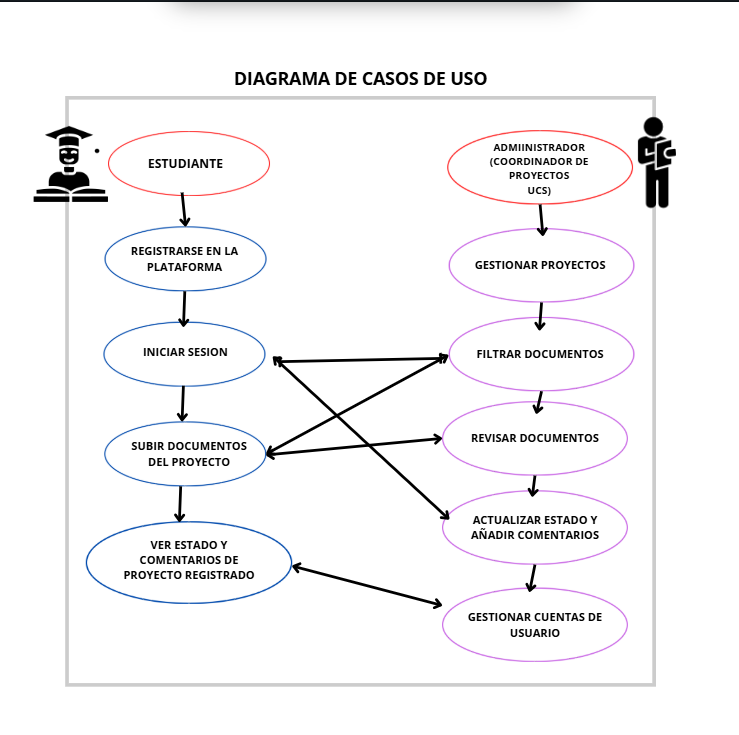 DIAGRAMA DE CASOS DE USO
ESTUDIANTE
REGISTRARSE EN LA
PLATAFORMA
INICIAR SESION
SUBIR DOCUMENTOS
DEL PROYECTO
VER ESTADO Y
COMENTARIOS DE
PROYECTO REGISTRADO
ADMIINISTRADOR
(COORDINADOR DE
PROYECTOS
UCS)
GESTIONAR PROYECTOS
FILTRAR DOCUMENTOS
REVISAR DOCUMENTOS
ACTUALIZAR ESTADO Y
AÑADIR COMENTARIOS
GESTIONAR CUENTAS DE
USUARIO